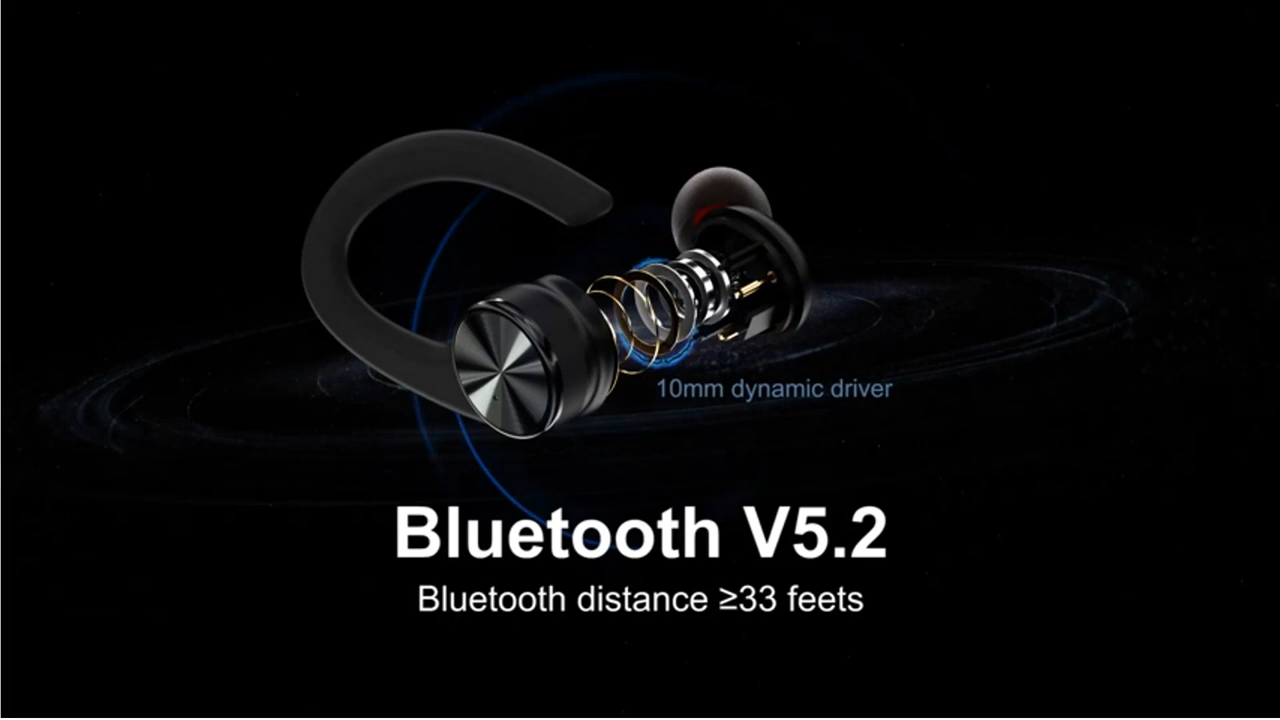 10mm dynamic driver
Bluetooth V5.2
Bluetooth distance ≥33 feets